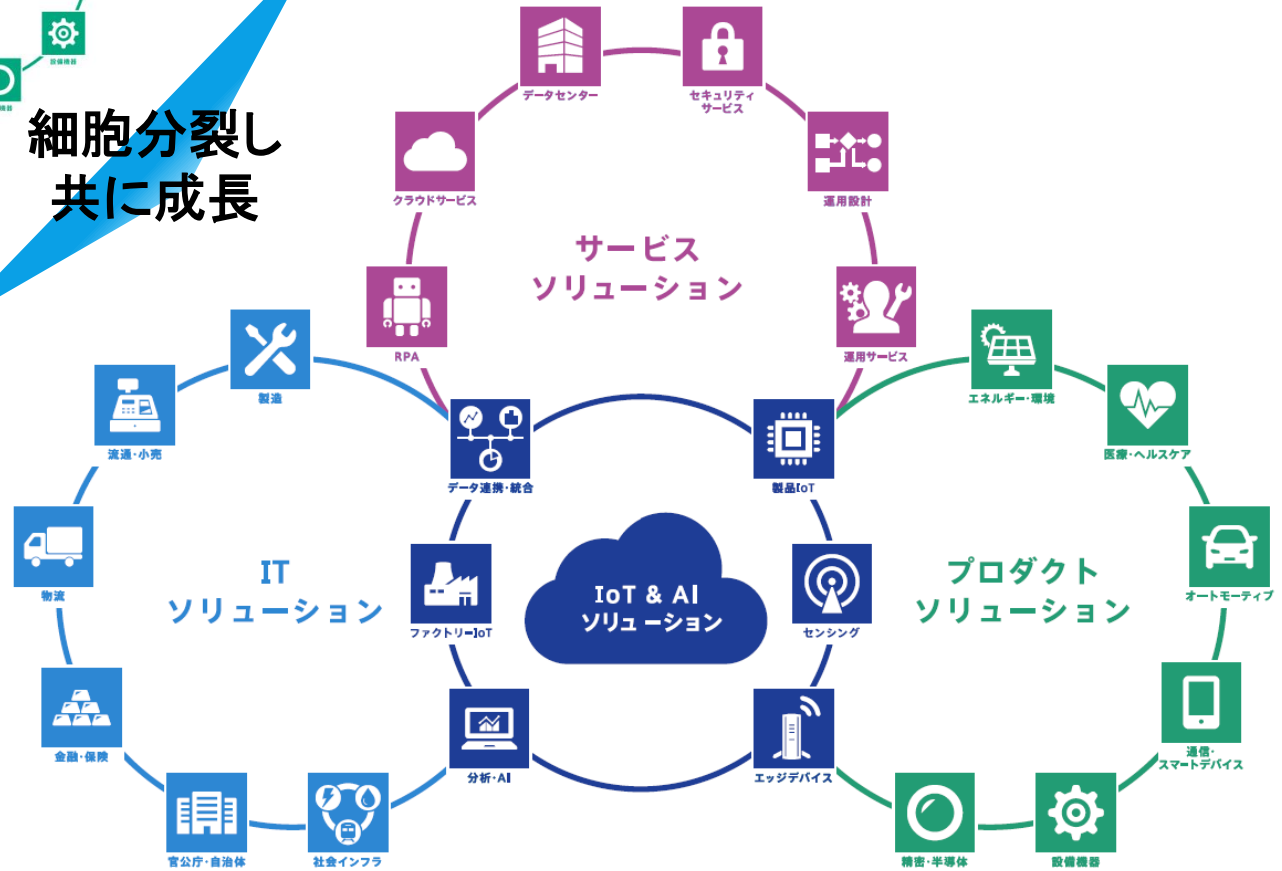 設備機器
機器
細胞分裂し
共に成長
データセンター
セキュリティ
サービス
クラウドサービス
運用設計
サービス
ソリューション
RPA
運用サービス
製造
エネルギー・環境
流通・小売
医療・ヘルスケア
データ連携・統合
製品IoT
IT
ソリューション
IoT & AI
ソリューション
プロダクト
ソリューション
物流
オートモーティブ
ファクトリーIoT
センシング
金融・保険
通信・
スマートデバイス
分析・AI
エッジデバイス
官公庁・自治体
社会インフラ
精密・半導体
設備機器